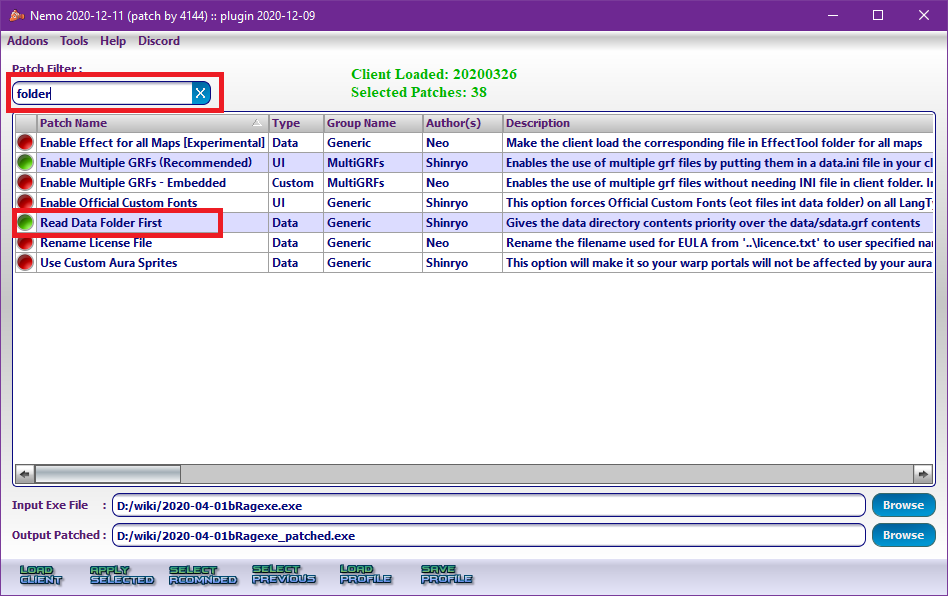 Nemo 2020-12-11 (patch by 4144) :: plugin 2020-12-09
Addons Tools Help Discord
Patch Filter :
Client Loaded: 20200326
folder
Selected Patches: 38
Patch Name Type Group Name Author(s) Description
Enable Effect for all Maps [Experimental] Data Generic Neo Make the client load the corresponding file in EffectTool folder for all maps
Enable Multiple GRFs (Recommended) UI MultiGRFs Shinryo Enables the use of multiple grf files by putting them in a data.ini file in your cl
Enable Multiple GRFs - Embedded Custom MultiGRFs Neo Enables the use of multiple grf files without needing INI file in client folder. In
Enable Official Custom Fonts UI Generic Shinryo This option forces Official Custom Fonts (eot files int data folder) on all LangTy
Read Data Folder First Data Generic Shinryo Gives the data directory contents priority over the data/sdata.grf contents
Rename License File Data Generic Neo Rename the filename used for EULA from '..\licence.txt' to user specified nar
Use Custom Aura Sprites Data Generic Shinryo This option will make it so your warp portals will not be affected by your aura
Input Exe File : D:/wiki/2020-04-01bRagexe.exe Browse
Output Patched : D:/wiki/2020-04-01bRagexe_patched.exe Browse
LOAD CLIENT
APPLY SELECTED
SELECT RCOMNDED
SELECT PREVIOUS
LOAD PROFILE
SAVE PROFILE